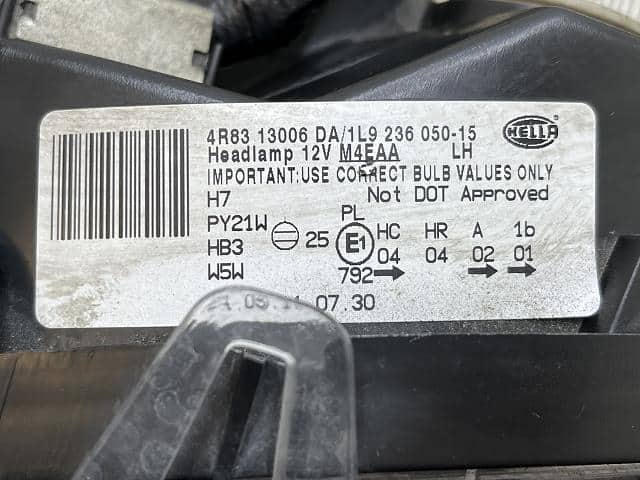 4R83 13006 DA/1L9 236 050-15
HELLA
Headlamp 12V M4EAA LH
IMPORTANT:USE CORRECT BULB VALUES ONLY
H7 Not DOT Approved
PY21W 25 PL E1 HC HR A 1b
HB3 04 04 02 01
W5W 792
07.30